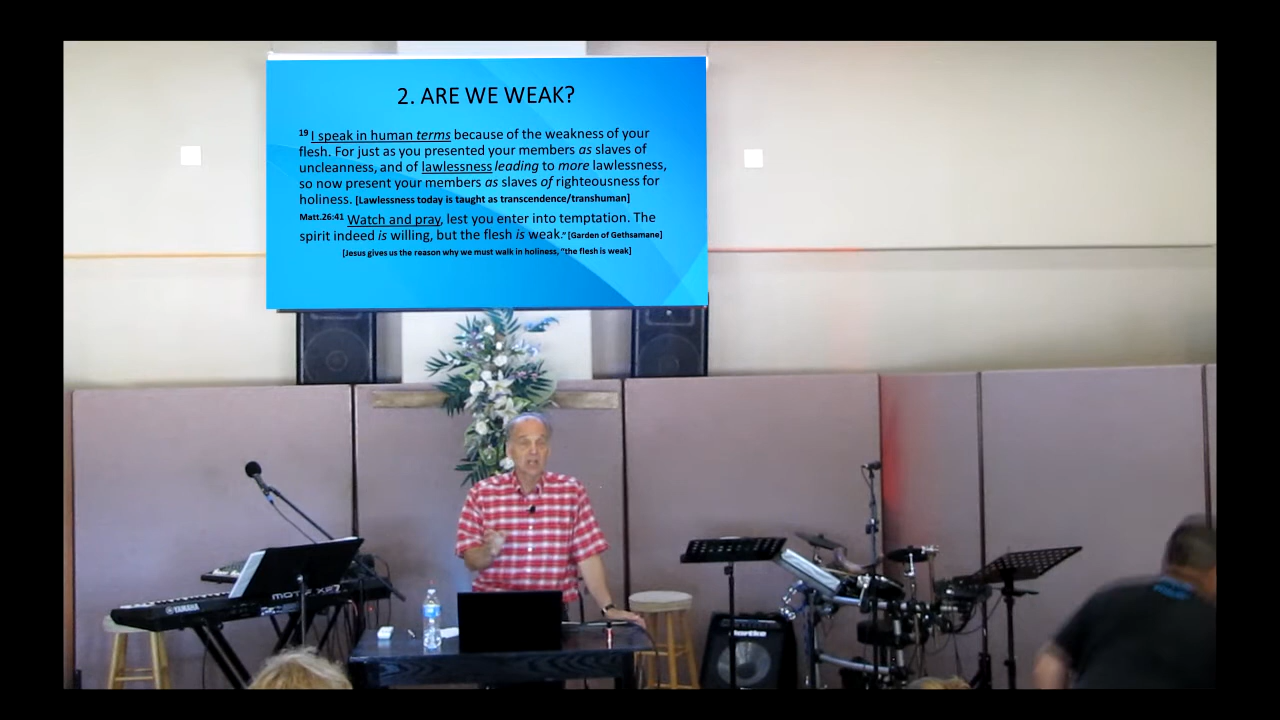 2. ARE WE WEAK?
19 I speak in human terms because of the weakness of your
flesh. For just as you presented your members as slaves of
uncleanness, and of lawlessness leading to more lawlessness,
so now present your members as slaves of righteousness for
holiness. [Lawlessness today is taught as transcendence/transhuman]
Matt.26:41 Watch and pray, lest you enter into temptation. The
spirit indeed is willing, but the flesh is weak." [Garden of Gethsamane]
[Jesus gives us the reason why we must walk in holiness, "the flesh is weak]
YAMAHA
MOTIF XF7
hartke